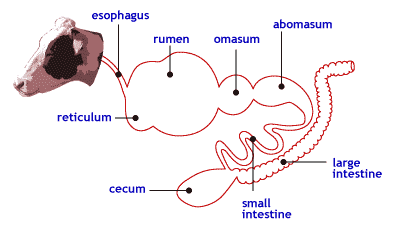 esophagus
rumen
omasum
abomasum
reticulum
cecum
small
intestine
large
intestine